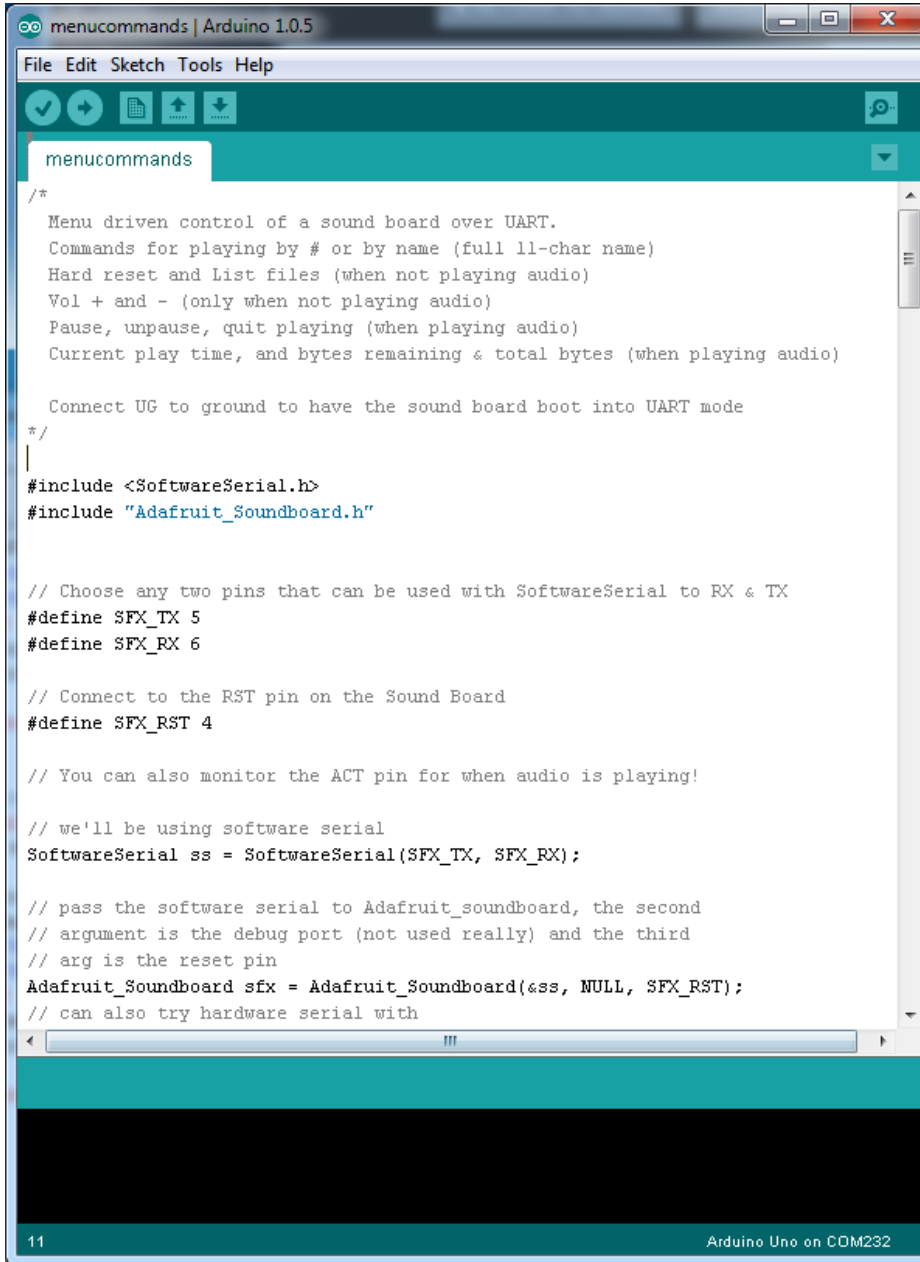 menucommands | Arduino 1.0.5
File Edit Sketch Tools Help
menucommands
/*
  Menu driven control of a sound board over UART.
  Commands for playing by # or by name (full 11-char name)
  Hard reset and List files (when not playing audio)
  Vol + and - (only when not playing audio)
  Pause, unpause, quit playing (when playing audio)
  Current play time, and bytes remaining & total bytes (when playing audio)
  Connect UG to ground to have the sound board boot into UART mode
*/
#include <SoftwareSerial.h>
#include "Adafruit_Soundboard.h"
// Choose any two pins that can be used with SoftwareSerial to RX & TX
#define SFX_TX 5
#define SFX_RX 6
// Connect to the RST pin on the Sound Board
#define SFX_RST 4
// You can also monitor the ACT pin for when audio is playing!
// we'll be using software serial
SoftwareSerial ss = SoftwareSerial(SFX_TX, SFX_RX);
// pass the software serial to Adafruit_soundboard, the second
// argument is the debug port (not used really) and the third
// arg is the reset pin
Adafruit_Soundboard sfx = Adafruit_Soundboard(&ss, NULL, SFX_RST);
// can also try hardware serial with
11
Arduino Uno on COM232